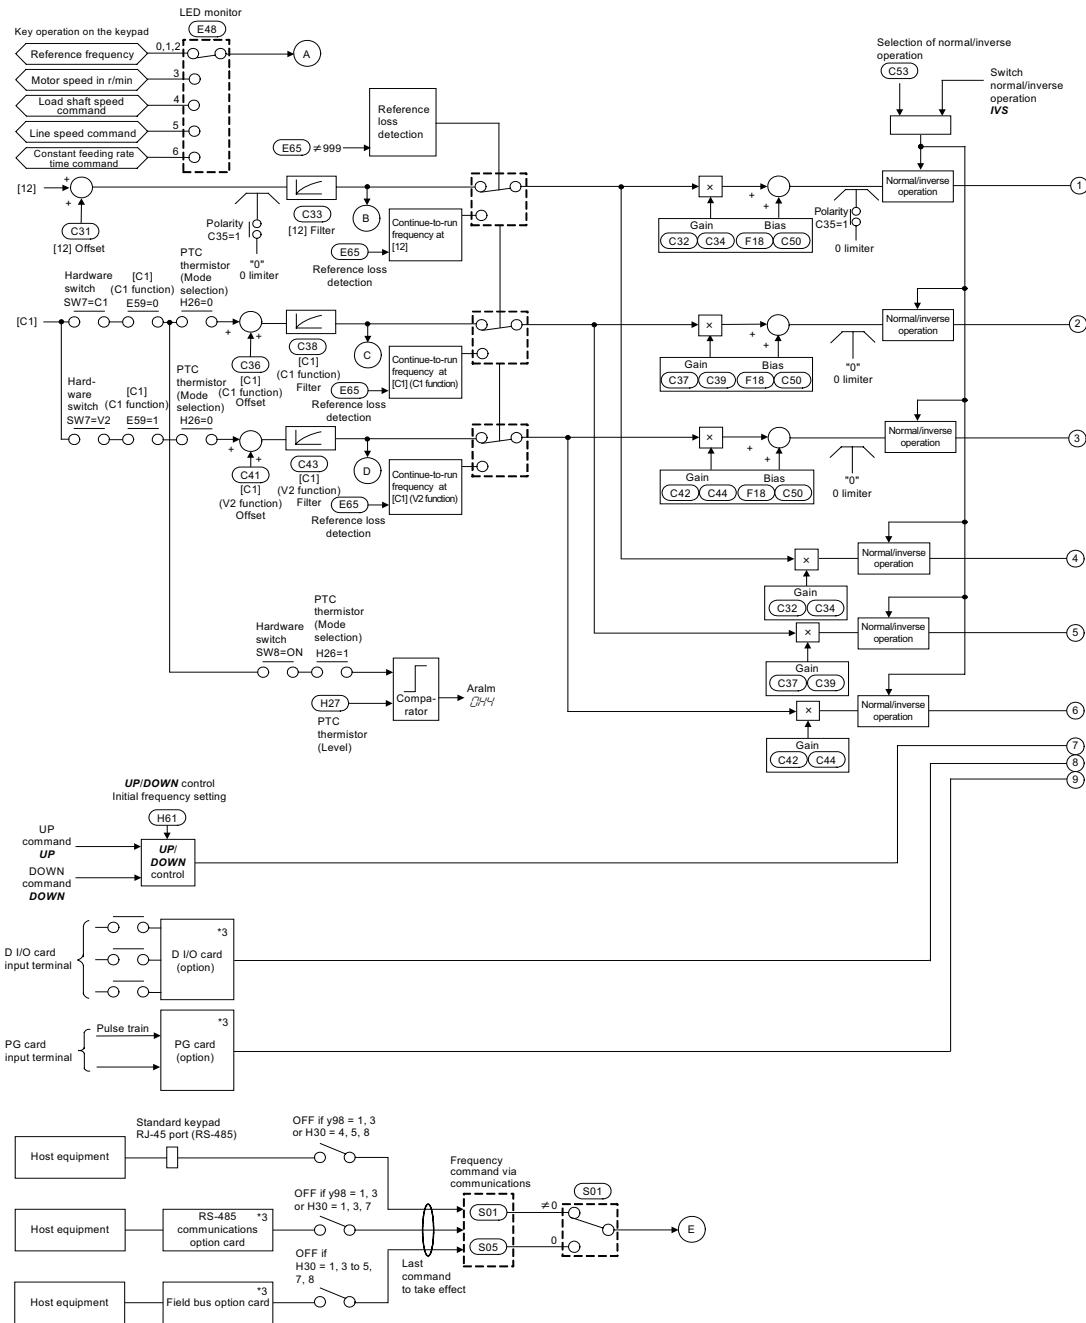 LED monitor
E48
Key operation on the keypad
Reference frequency
0,1,2
A
Motor speed in r/min
3
Load shaft speed
command
4
Line speed command
5
Constant feeding rate
time command
6
Reference
loss
detection
E65 ≠999
Selection of normal/inverse
operation
C53
Switch
normal/inverse
operation
IVS
[12]
+
+
C31
[12] Offset
Polarity
C35=1
"0"
0 limiter
C33
[12] Filter
B
E65
Reference loss
detection
Continue-to-run
frequency at
[12]
×
Gain
C32 C34
+
+
Bias
F18 C50
Polarity
C35=1
0 limiter
Normal/inverse
operation
1
[C1]
Hardware
switch
SW7=C1
[C1]
(C1 function)
E59=0
PTC
thermistor
(Mode
selection)
H26=0
+
+
C36
[C1]
(C1 function)
Offset
C38
[C1]
(C1 function)
Filter
C
E65
Reference loss
detection
Continue-to-run
frequency at
[C1] (C1 function)
×
Gain
C37 C39
+
+
Bias
F18 C50
"0"
0 limiter
Normal/inverse
operation
2
Hard-
ware
switch
SW7=V2
[C1]
(C1 function)
E59=1
PTC
thermistor
(Mode
selection)
H26=0
+
+
C41
[C1]
(V2 function)
Offset
C43
[C1]
(V2 function)
Filter
D
E65
Reference loss
detection
Continue-to-run
frequency at
[C1] (V2 function)
×
Gain
C42 C44
+
+
Bias
F18 C50
"0"
0 limiter
Normal/inverse
operation
3
×
Gain
C32 C34
Normal/inverse
operation
4
×
Gain
C37 C39
Normal/inverse
operation
5
Hardware
switch
SW8=ON
PTC
thermistor
(Mode
selection)
H26=1
H27
PTC
thermistor
(Level)
Compa-
rator
Aralm
OH4
×
Gain
C42 C44
Normal/inverse
operation
6
7
8
9
UP/DOWN control
Initial frequency setting
H61
UP
command
UP
DOWN
command
DOWN
UP/
DOWN
control
D I/O card
input terminal
*3
D I/O card
(option)
PG card
input terminal
Pulse train
*3
PG card
(option)
Host equipment
Standard keypad
RJ-45 port (RS-485)
OFF if y98 = 1, 3
or H30 = 4, 5, 8
Host equipment
RS-485 *3
communications
option card
OFF if y98 = 1, 3
or H30 = 1, 3, 7
Host equipment
*3
Field bus option card
OFF if
H30 = 1, 3 to 5,
7, 8
Last
command
to take effect
Frequency
command via
communications
S01
S05
≠0
0
S01
E